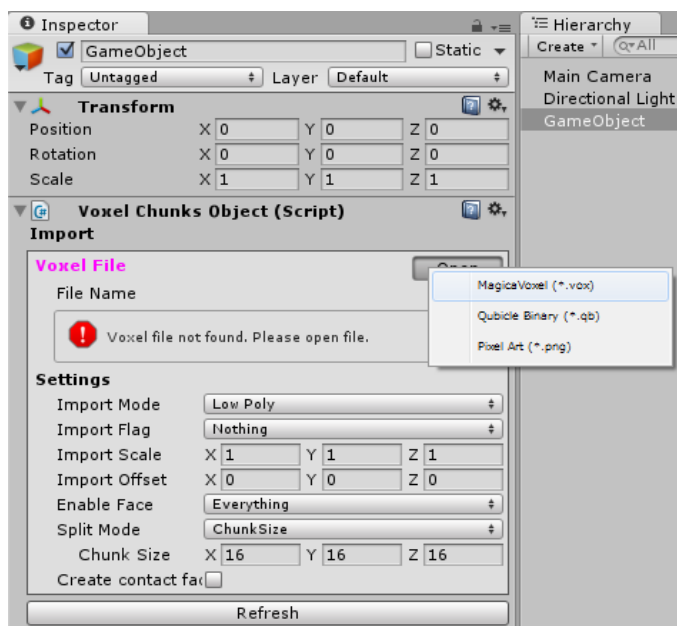 Inspector
GameObject
Static
Tag Untagged Layer Default
Transform
Position X 0 Y 0 Z 0
Rotation X 0 Y 0 Z 0
Scale X 1 Y 1 Z 1
Voxel Chunks Object (Script)
Import
Voxel File
Open
File Name
Voxel file not found. Please open file.
MagicaVoxel (*.vox)
Qubicle Binary (*.qb)
Pixel Art (*.png)
Settings
Import Mode Low Poly
Import Flag Nothing
Import Scale X 1 Y 1 Z 1
Import Offset X 0 Y 0 Z 0
Enable Face Everything
Split Mode ChunkSize
Chunk Size X 16 Y 16 Z 16
Create contact fa
Refresh
Hierarchy
Create All
Main Camera
Directional Light
GameObject